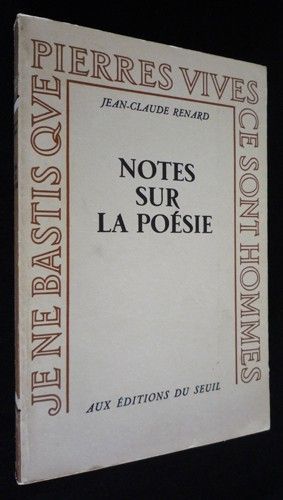 JE NE BASTIS QVE
PIERRES VIVES
CE SONT HOMMES
JEAN-CLAUDE RENARD
NOTES
SUR
LA POÉSIE
AUX ÉDITIONS DU SEUIL